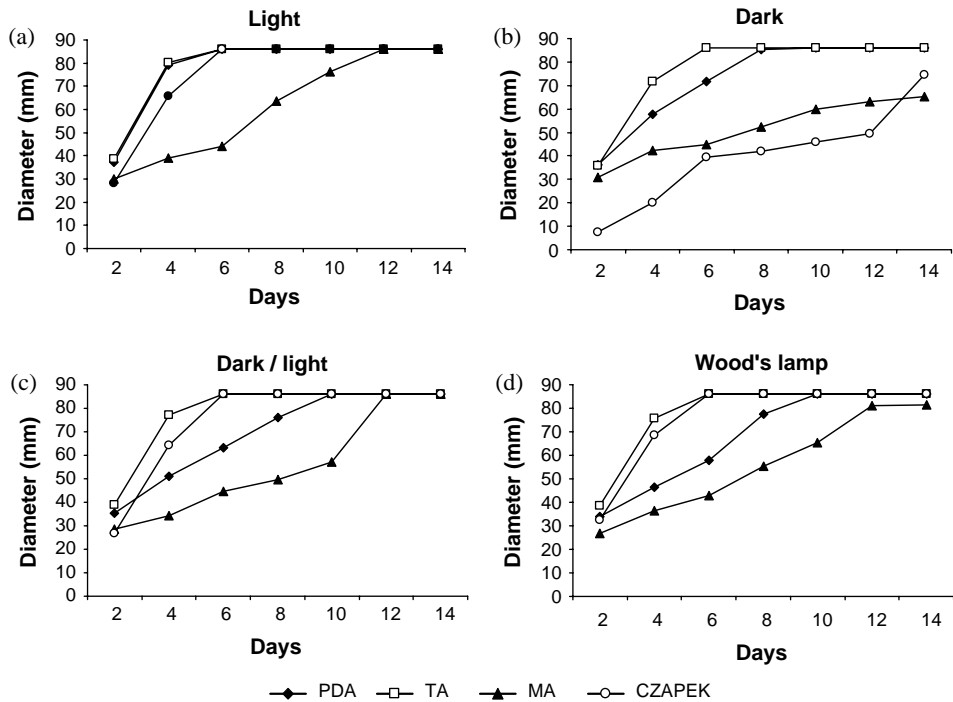 Light
(a)
90
80
70
60
50
40
30
20
10
0
Diameter (mm)
2 4 6 8 10 12 14
Days
Dark
(b)
90
80
70
60
50
40
30
20
10
0
Diameter (mm)
2 4 6 8 10 12 14
Days
Dark / light
(c)
90
80
70
60
50
40
30
20
10
0
Diameter (mm)
2 4 6 8 10 12 14
Days
Wood's lamp
(d)
90
80
70
60
50
40
30
20
10
0
Diameter (mm)
2 4 6 8 10 12 14
Days
PDA TA MA CZAPEK